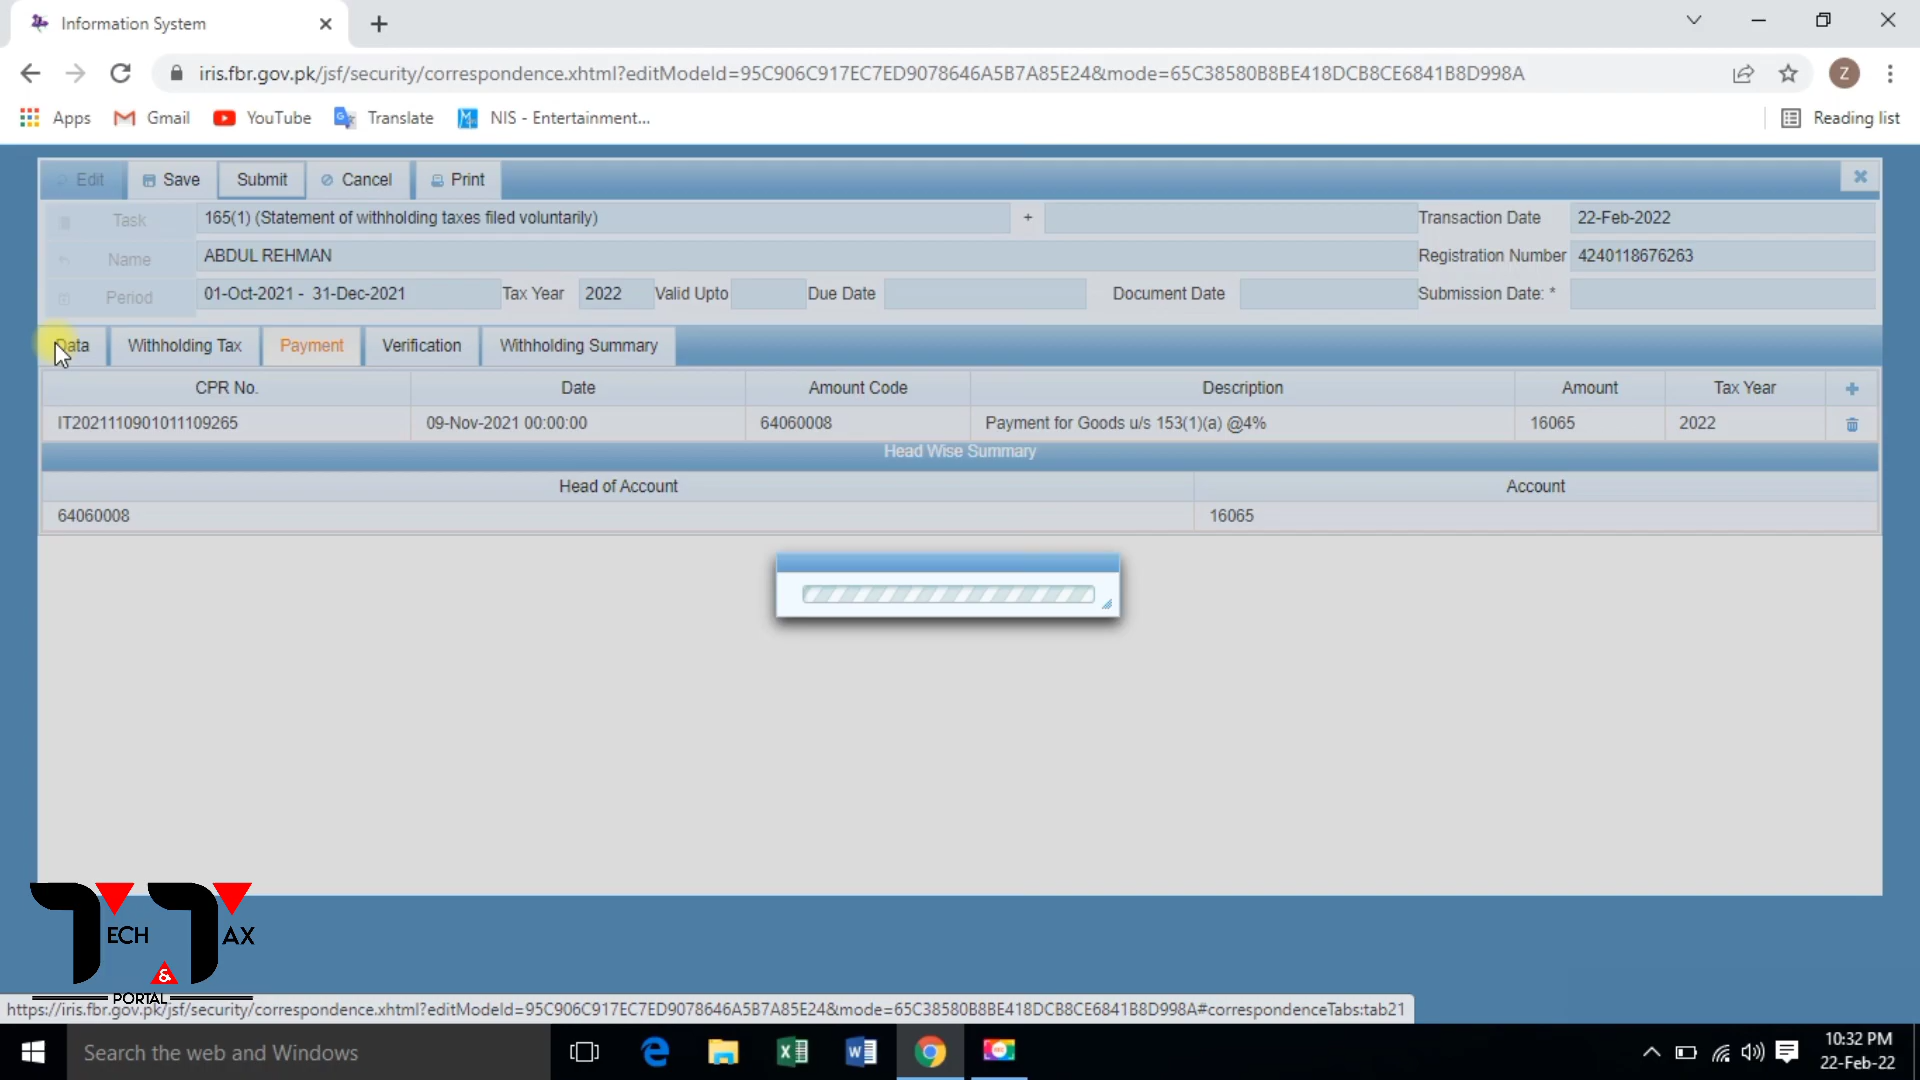 Information System
iris.fbr.gov.pk/jsf/security/correspondence.xhtml?editModeId=95C906C917EC7ED9078646A5B7A85E24&mode=65C38580B8BE418DCB8CE6841B8D998A
Z
Apps Gmail YouTube Translate NIS - Entertainment... Reading list
Edit Save Submit Cancel Print
Task 165(1) (Statement of withholding taxes filed voluntarily) + Transaction Date 22-Feb-2022
Name ABDUL REHMAN Registration Number 4240118676263
Period 01-Oct-2021 - 31-Dec-2021 Tax Year 2022 Valid Upto Due Date Document Date Submission Date: *
Data Withholding Tax Payment Verification Withholding Summary
CPR No. Date Amount Code Description Amount Tax Year
IT2021110901011109265 09-Nov-2021 00:00:00 64060008 Payment for Goods u/s 153(1)(a) @4% 16065 2022
Head Wise Summary
Head of Account Account
64060008 16065
TECH & TAX
PORTAL
https://iris.fbr.gov.pk/jsf/security/correspondence.xhtml?editModeId=95C906C917EC7ED9078646A5B7A85E24&mode=65C38580B8BE418DCB8CE6841B8D998A#correspondenceTabs:tab21
Search the web and Windows
10:32 PM
22-Feb-22